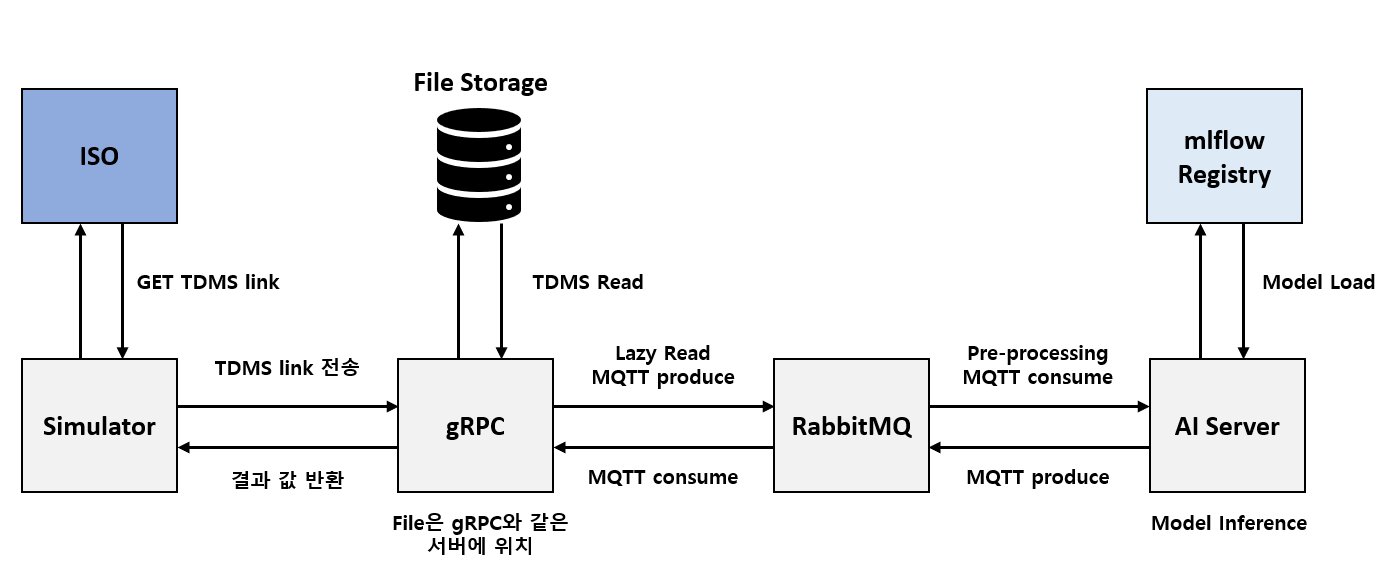 File Storage
ISO
mlflow
Registry
GET TDMS link
TDMS Read
Model Load
TDMS link 전송
Lazy Read
MQTT produce
Pre-processing
MQTT consume
Simulator
gRPC
RabbitMQ
AI Server
결과 값 반환
MQTT consume
MQTT produce
File은 gRPC와 같은
서버에 위치
Model Inference